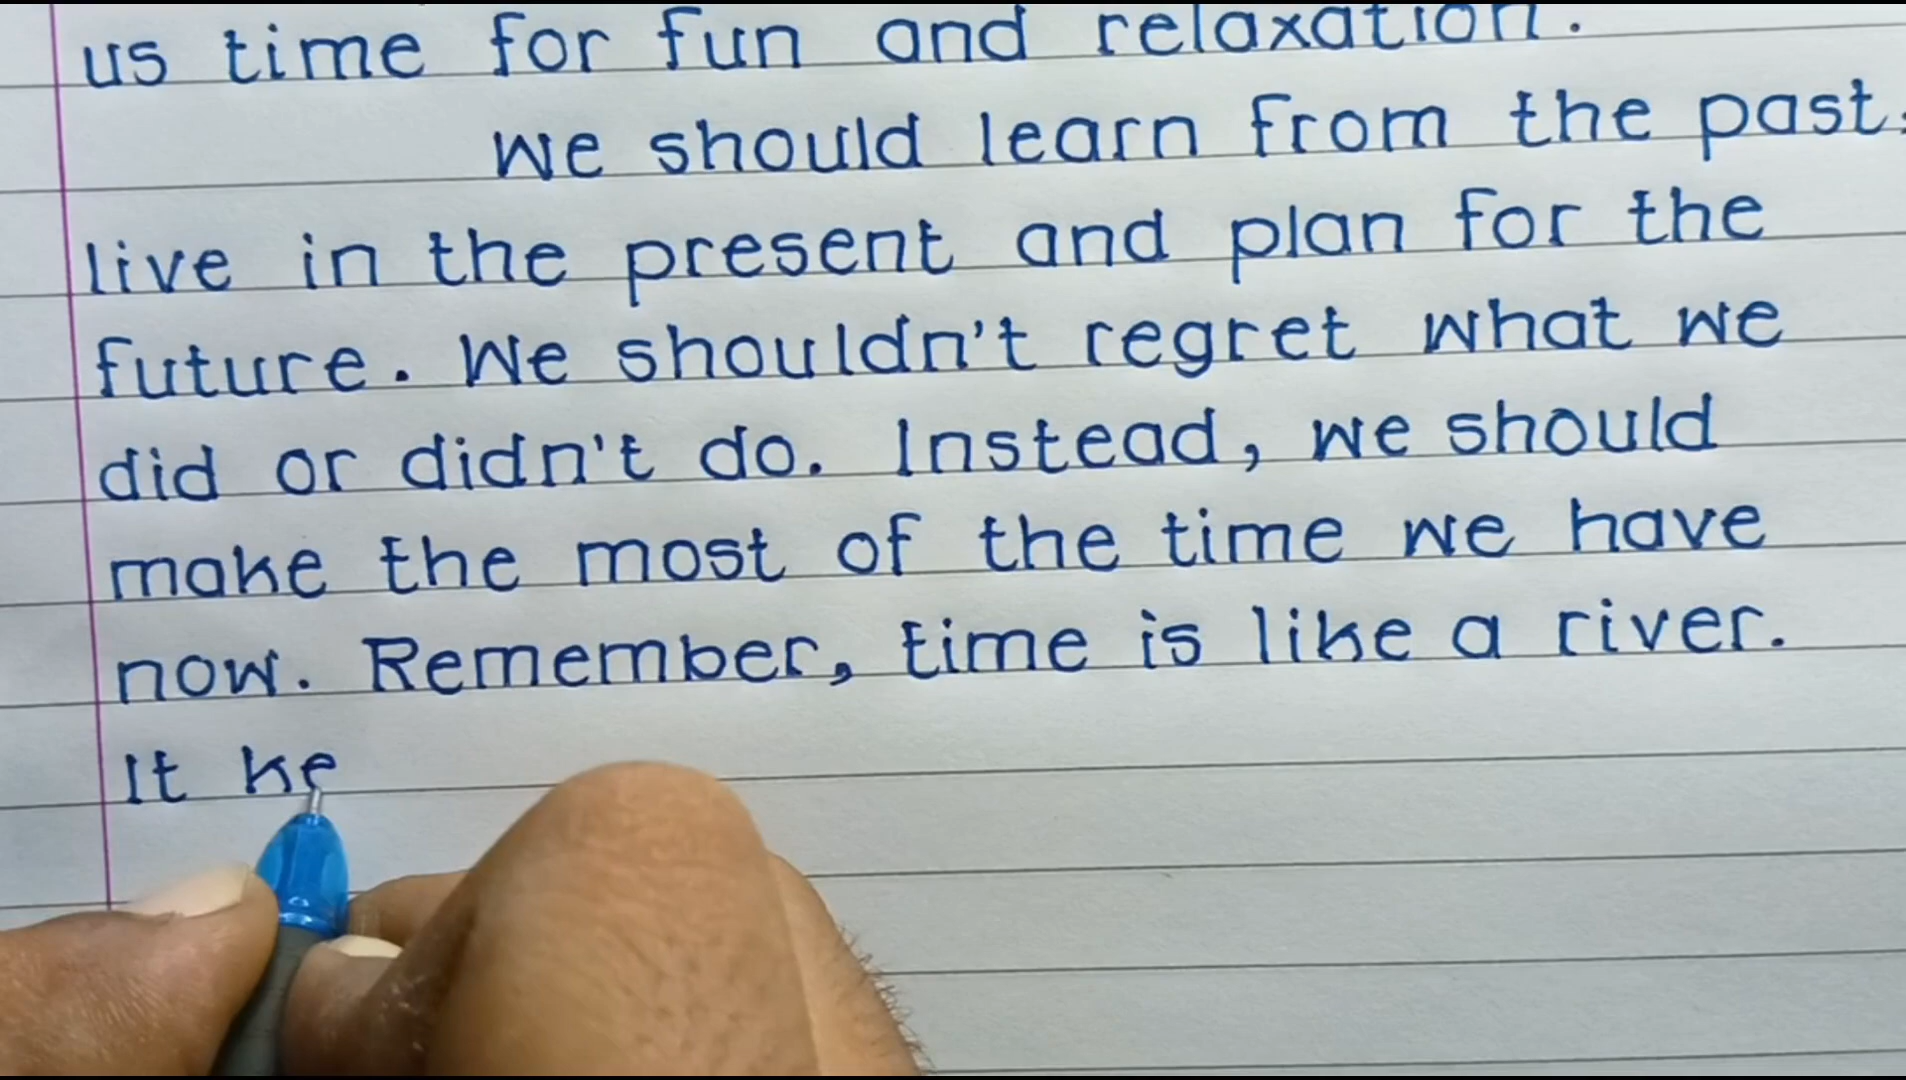 us time for fun and relaxation.
We should learn from the past,
live in the present and plan for the
future. We shouldn't regret what we
did or didn't do. Instead, we should
make the most of the time we have
now. Remember, time is like a river.
It ke